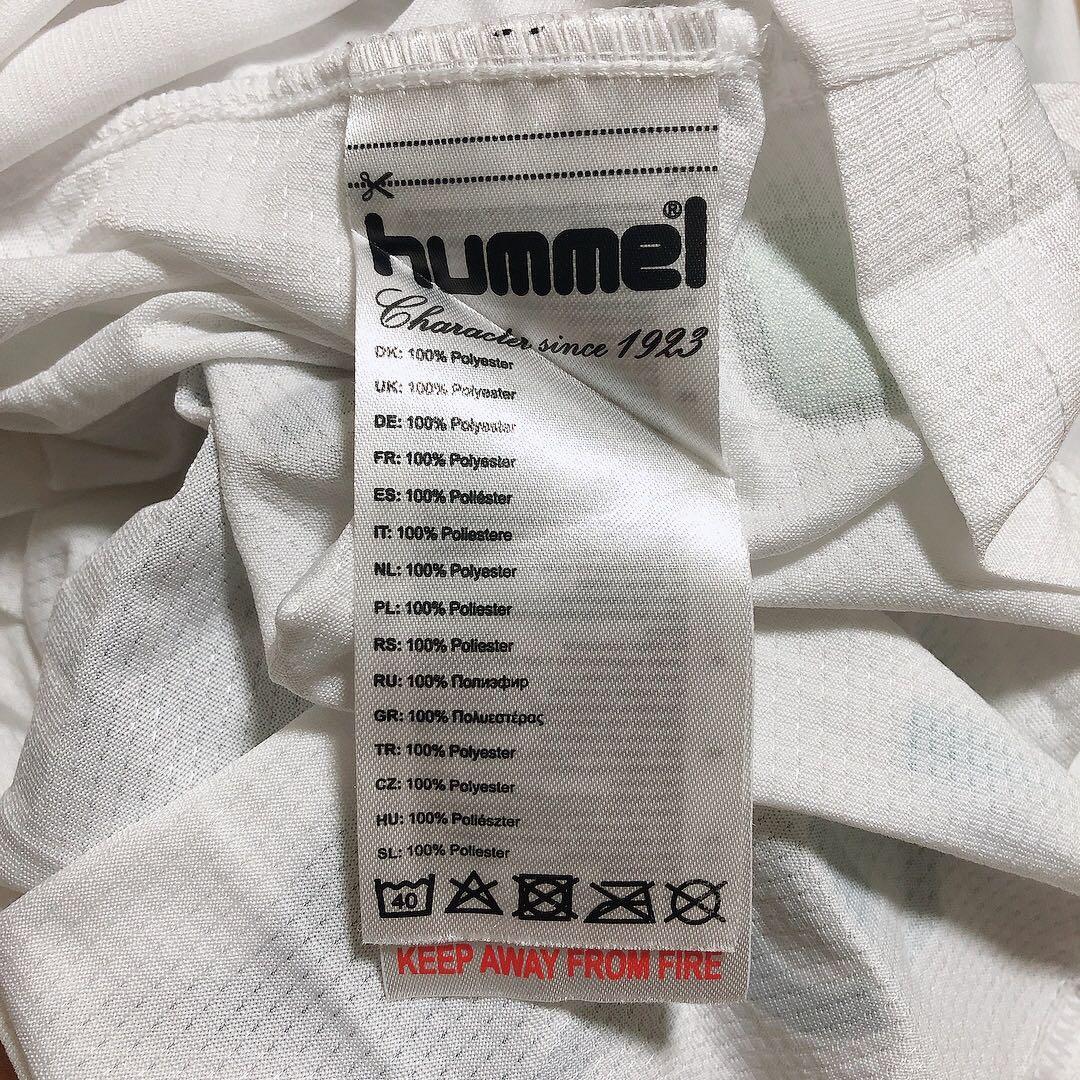 hummel®
Character since 1923
DK: 100% Polyester
UK: 100% Polyester
DE: 100% Polyester
FR: 100% Polyester
ES: 100% Poliéster
IT: 100% Poliestere
NL: 100% Polyester
PL: 100% Poliester
RS: 100% Poliester
RU: 100% Полиэфир
GR: 100% Πολυεστέρας
TR: 100% Polyester
CZ: 100% Polyester
HU: 100% Poliészter
SL: 100% Poliester
40
KEEP AWAY FROM FIRE